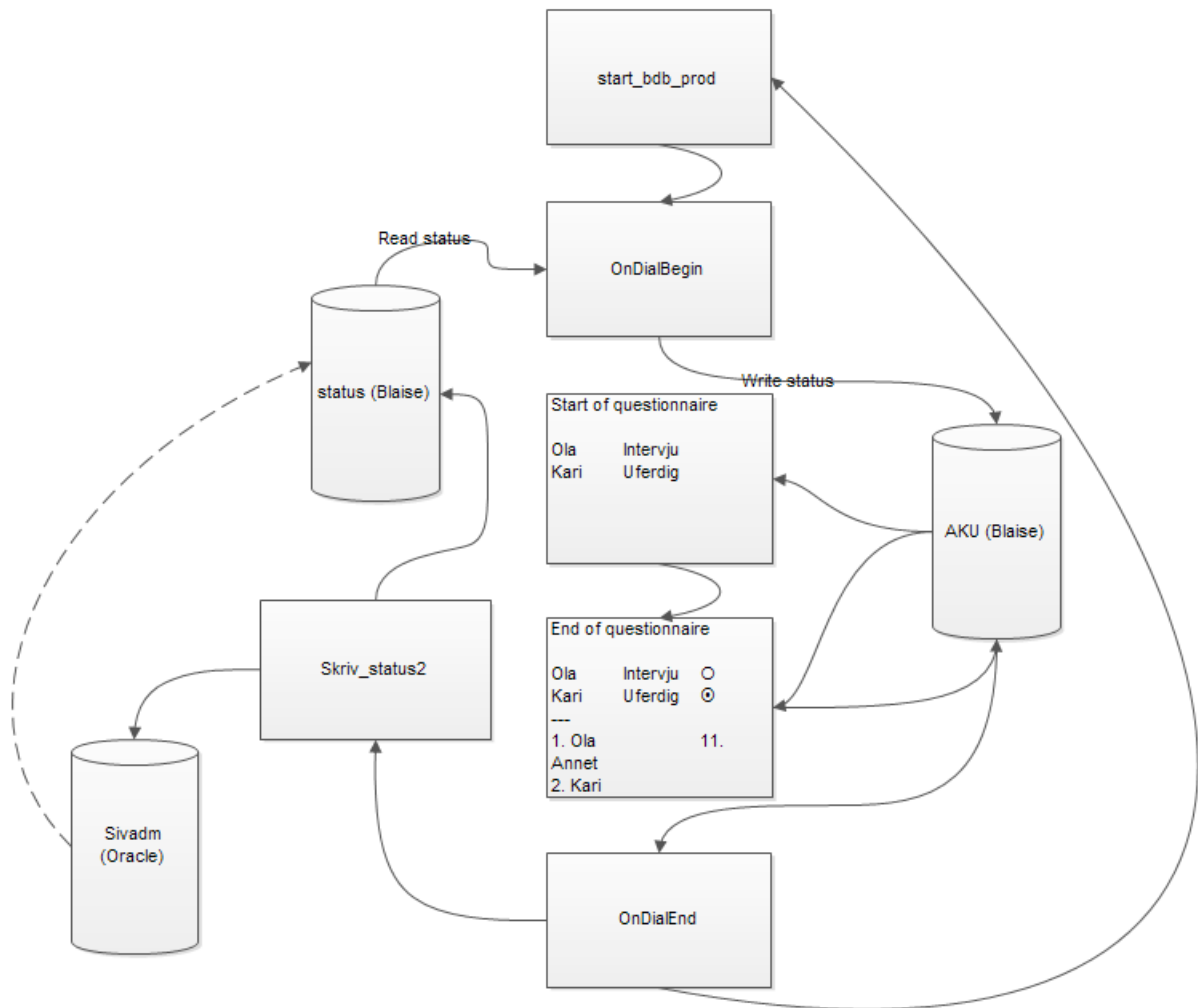 start_bdb_prod
Read status
OnDialBegin
status (Blaise)
Write status
Start of questionnaire
Ola Intervju
Kari Uferdig
AKU (Blaise)
End of questionnaire
Ola Intervju
Kari Uferdig
---
1. Ola 11.
Annet
2. Kari
Skriv_status2
Sivadm
(Oracle)
OnDialEnd